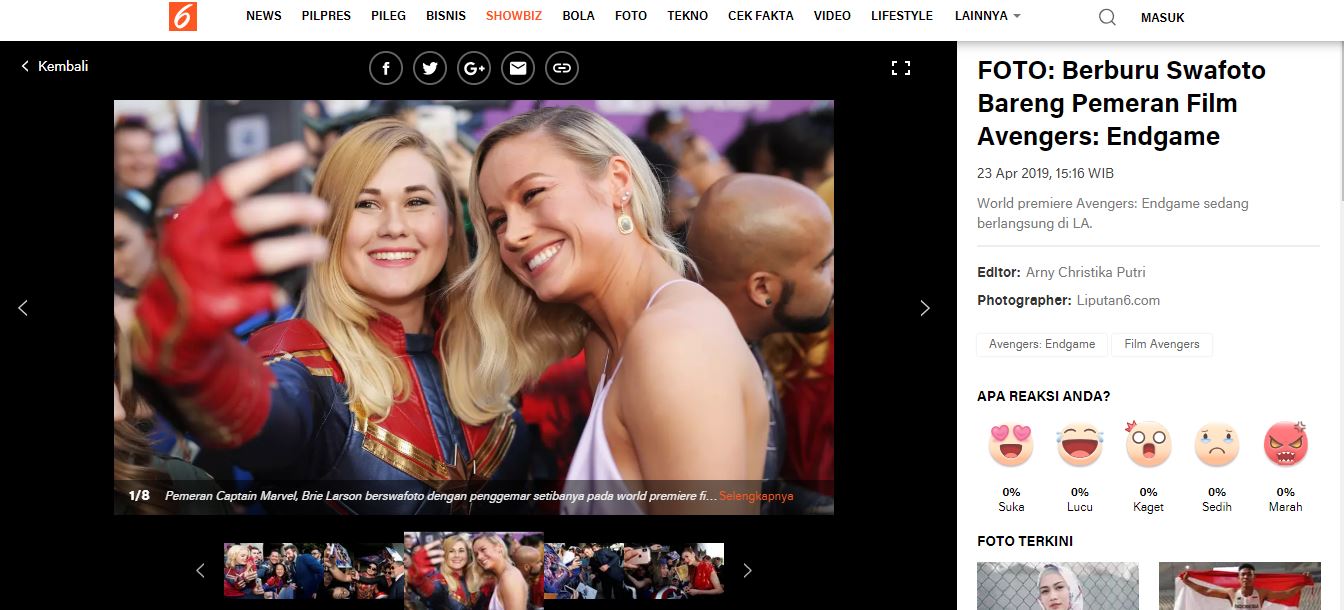 6
NEWS PILPRES PILEG BISNIS SHOWBIZ BOLA FOTO TEKNO CEK FAKTA VIDEO LIFESTYLE LAINNYA MASUK
Kembali
f G+
FOTO: Berburu Swafoto
Bareng Pemeran Film
Avengers: Endgame
23 Apr 2019, 15:16 WIB
World premiere Avengers: Endgame sedang
berlangsung di LA.
Editor: Arny Christika Putri
Photographer: Liputan6.com
Avengers: Endgame Film Avengers
1/8 Pemeran Captain Marvel, Brie Larson berswafoto dengan penggemar setibanya pada world premiere fi... Selengkapnya
APA REAKSI ANDA?
0% 0% 0% 0% 0%
Suka Lucu Kaget Sedih Marah
FOTO TERKINI
INDONESIA